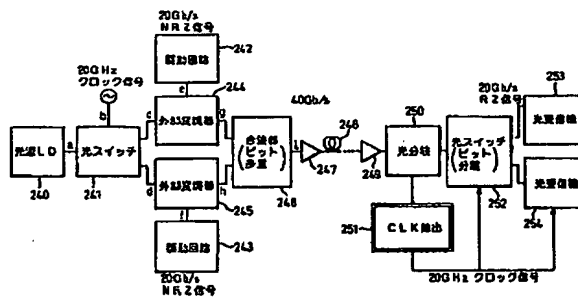 20Gb/s
NRZ信号
242
駆動回路
20GHz
クロック信号
244
e
b
c
外部変調器
g
光源LD
a
光スイッチ
合波部
(ビット多重)
i
40Gb/s
246
247
249
250
光分岐
20Gb/s
RZ信号
253
光受信機
光スイッチ
(ビット分離)
252
240
241
d
外部変調器
h
245
246
f
駆動回路
243
20Gb/s
NRZ信号
251
CLK抽出
光受信機
254
20GHz クロック信号